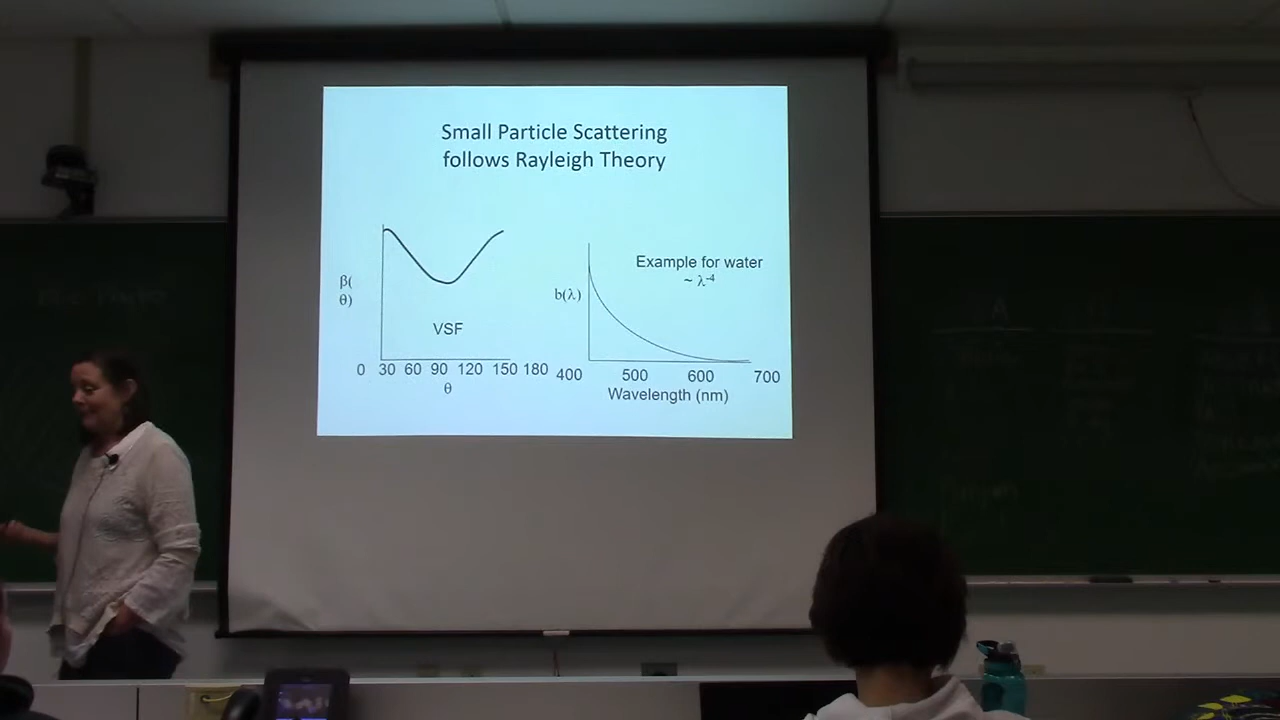 Small Particle Scattering
follows Rayleigh Theory
β(
θ)
VSF
0 30 60 90 120 150 180
θ
Example for water
~ λ-4
b(λ)
400 500 600 700
Wavelength (nm)